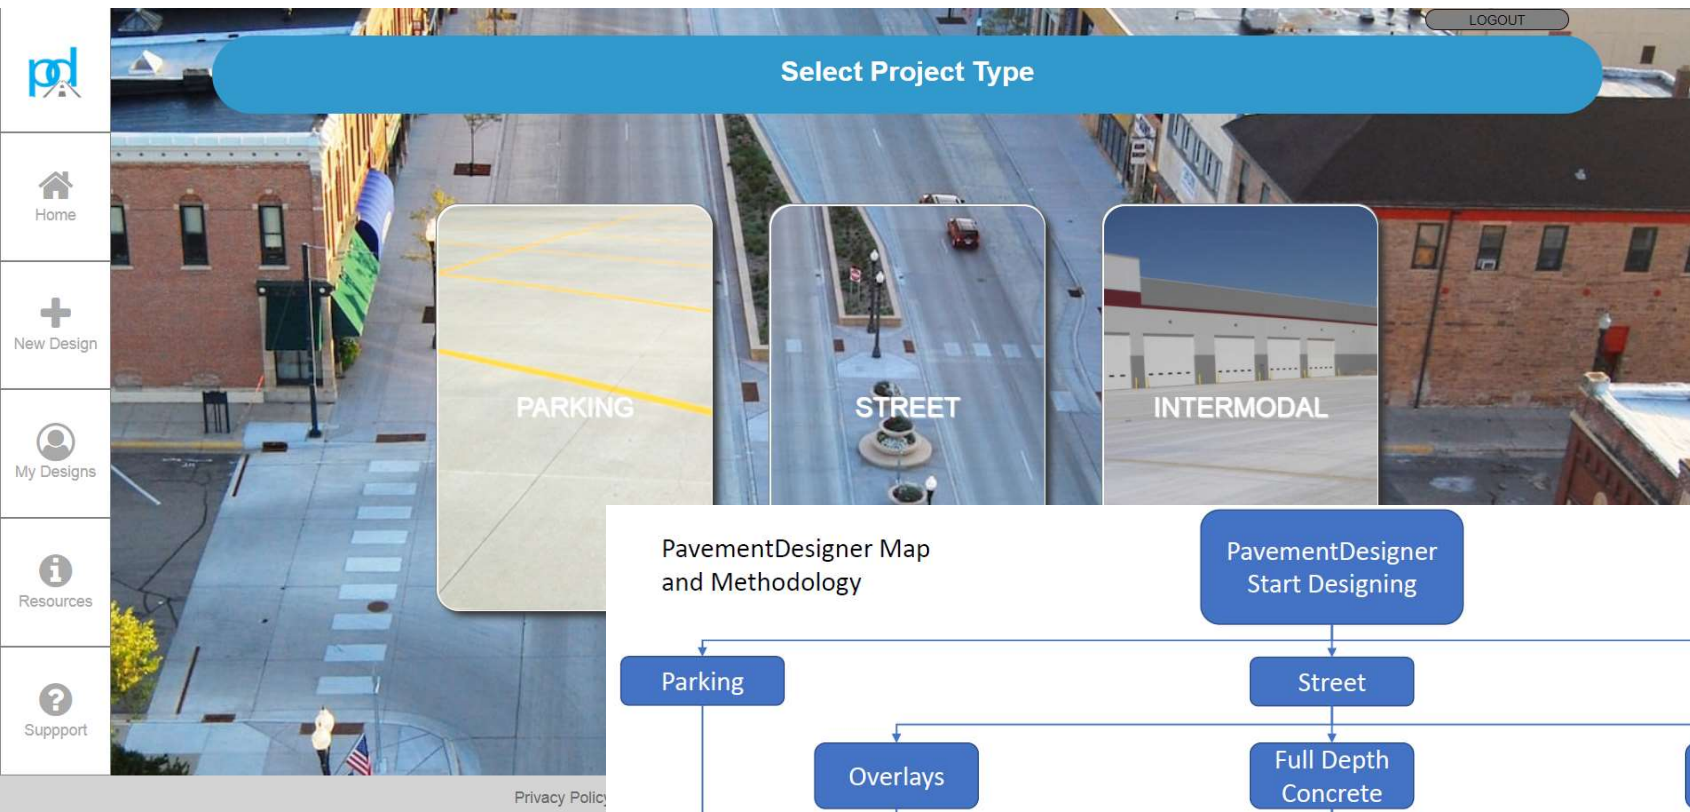 LOGOUT
Select Project Type
pd
Home
New Design
My Designs
Resources
Suppport
PARKING
STREET
INTERMODAL
PavementDesigner Map
and Methodology
PavementDesigner
Start Designing
Parking
Street
Overlays
Full Depth
Concrete
Privacy Policy